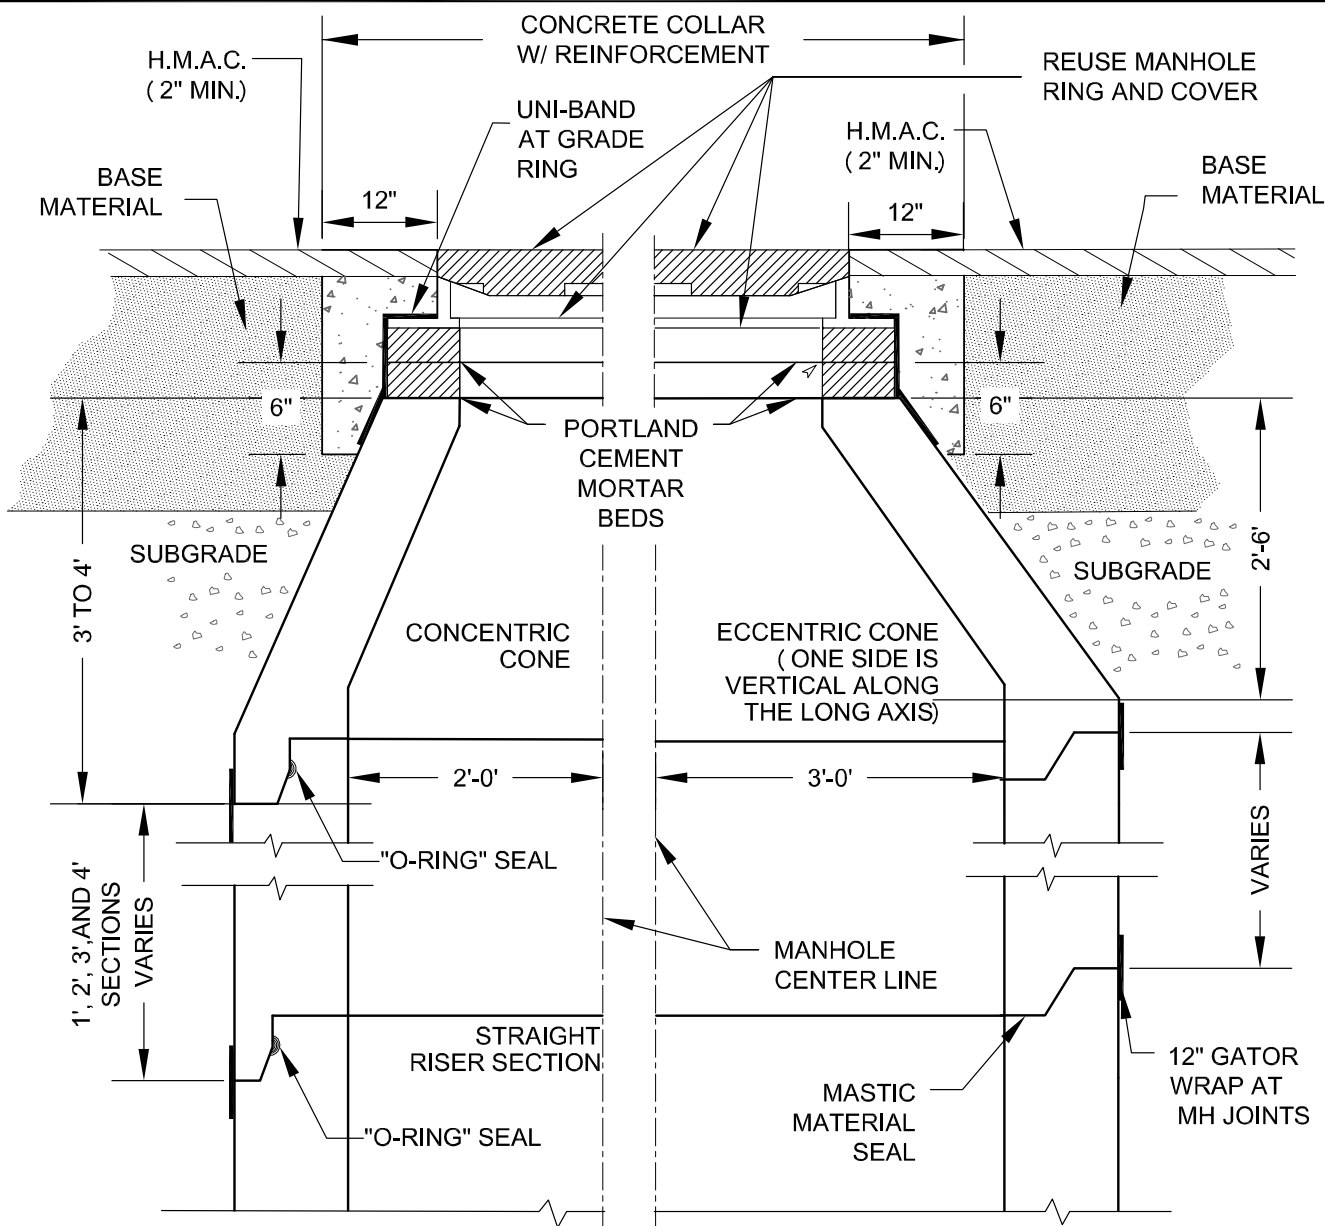 CONCRETE COLLAR
W/ REINFORCEMENT
H.M.A.C.
( 2" MIN.)
REUSE MANHOLE
RING AND COVER
UNI-BAND
AT GRADE
RING
H.M.A.C.
( 2" MIN.)
BASE
MATERIAL
BASE
MATERIAL
12"
12"
6"
6"
PORTLAND
CEMENT
MORTAR
BEDS
SUBGRADE
SUBGRADE
3' TO 4'
2'-6'
CONCENTRIC
CONE
ECCENTRIC CONE
( ONE SIDE IS
VERTICAL ALONG
THE LONG AXIS)
2'-0'
3'-0'
"O-RING" SEAL
1', 2', 3',AND 4'
SECTIONS
VARIES
VARIES
MANHOLE
CENTER LINE
STRAIGHT
RISER SECTION
"O-RING" SEAL
MASTIC
MATERIAL
SEAL
12" GATOR
WRAP AT
MH JOINTS